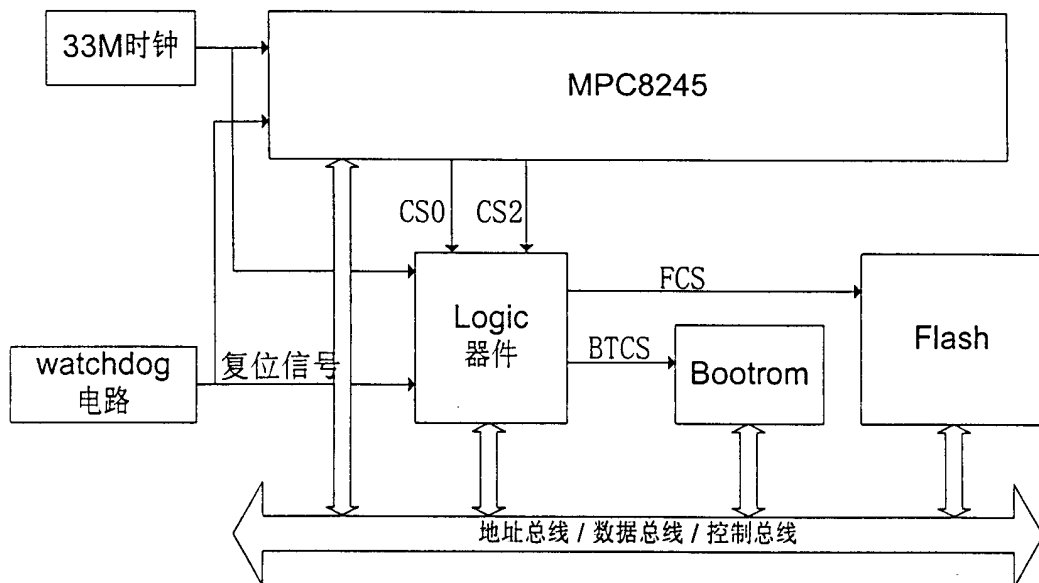 33M时钟
MPC8245
CS0
CS2
FCS
Logic
器件
BTCS
Flash
Bootrom
watchdog
电路
复位信号
地址总线 / 数据总线 / 控制总线